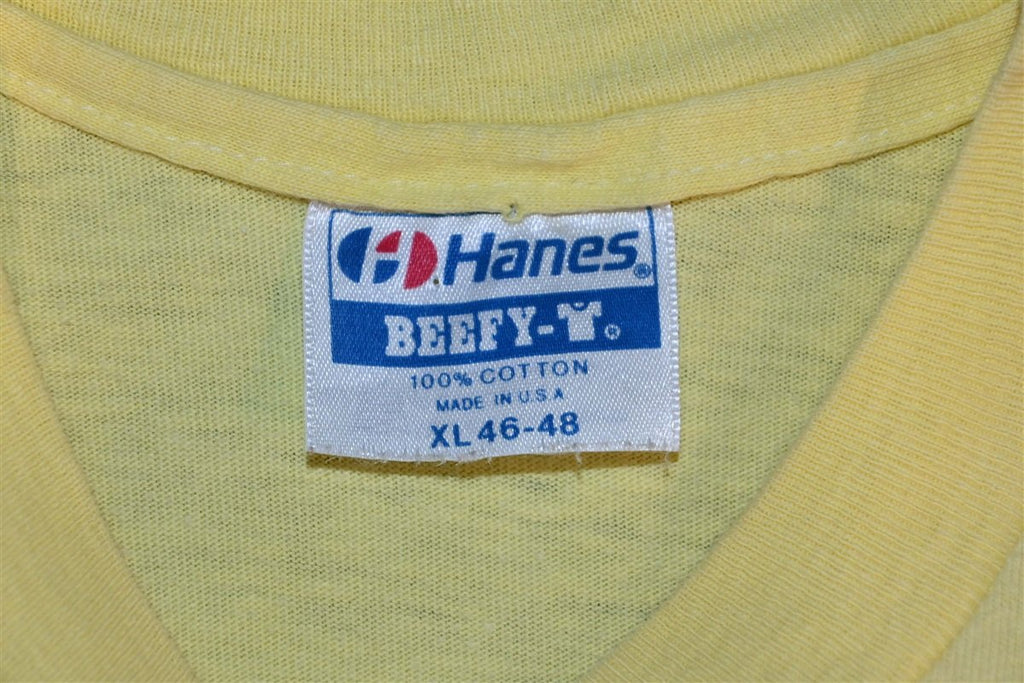 Hanes®
BEEFY-T®
100% COTTON
MADE IN U.S.A
XL 46-48